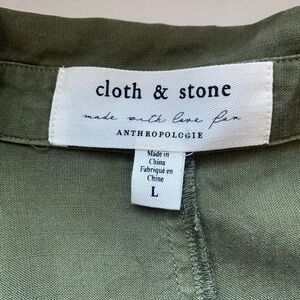 cloth & stone
made with love for
ANTHROPOLOGIE
Made in
China
Fabriqué en
Chine
L